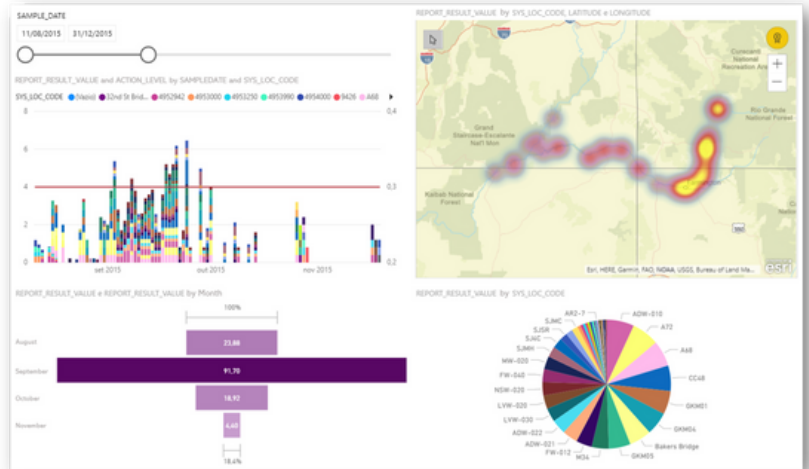 SAMPLE_DATE
11/08/2015 31/12/2015
REPORT_RESULT_VALUE and ACTION_LEVEL by SAMPLEDATE and SYS_LOC_CODE
SYS_LOC_CODE (Vazio) 32nd St Brid... 4952942 4953000 4953250 4953990 4954000 9426 A68
8
6
4
2
0
0,4
0,3
0,2
set 2015
out 2015
nov 2015
REPORT_RESULT_VALUE by SYS_LOC_CODE, LATITUDE e LONGITUDE
Curecanti
National
Recreation Area
Rio Grande
National Forest
Grand
Staircase-Escalante
Nat'l Mon
Kaibab National
Forest
Esri, HERE, Garmin, FAO, NOAA, USGS, Bureau of Land Ma...
esri
REPORT_RESULT_VALUE e REPORT_RESULT_VALUE by Month
100%
August
23,88
September
91,70
October
18,92
November
4,40
18,4%
REPORT_RESULT_VALUE by SYS_LOC_CODE
AR2-7
ADW-010
SJMC
A72
SJSR
A68
SJ4C
SJMH
CC48
MW-020
FW-040
GKM01
NSW-020
LVW-020
GKM04
LVW-030
Bakers Bridge
ADW-022
ADW-021
GKM05
FW-012
M34